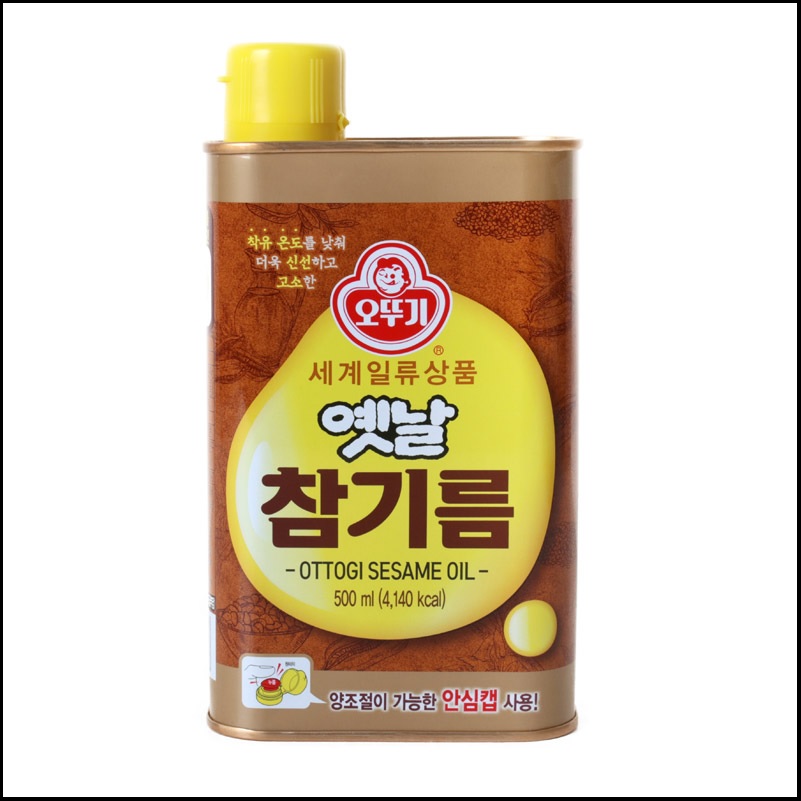 착유 온도를 낮춰
더욱 신선하고
고소한
오뚜기
®
세계일류상품
옛날
참기름
- OTTOGI SESAME OIL -
500 ml (4,140 kcal)
양조절이 가능한 안심캡 사용!